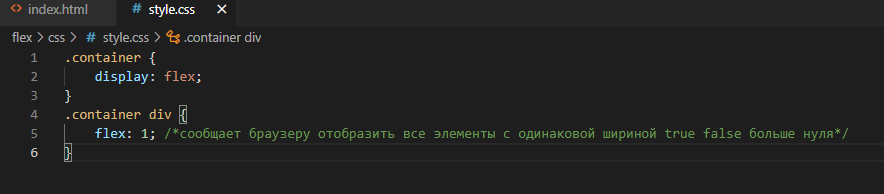 index.html
style.css
flex > css > style.css > .container div
1 .container {
2 display: flex;
3 }
4 .container div {
5 flex: 1; /*сообщает браузеру отобразить все элементы с одинаковой шириной true false больше нуля*/
6 }